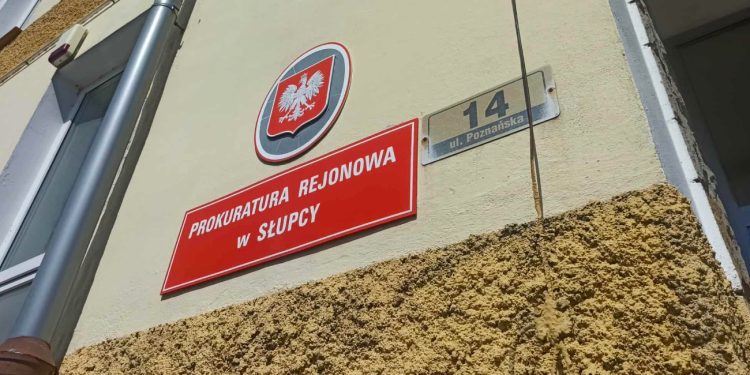 PROKURATURA REJONOWA
w SŁUPCY
14
ul. Poznańska